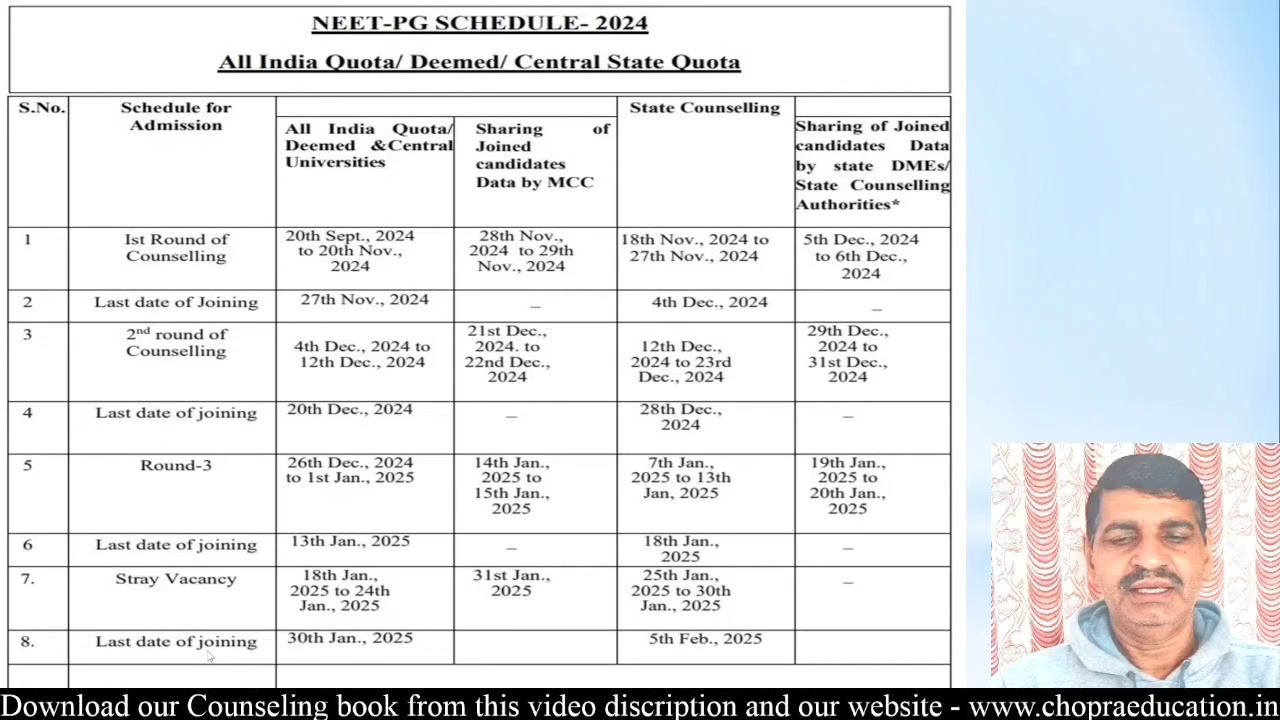 NEET-PG SCHEDULE- 2024
All India Quota/ Deemed/ Central State Quota
S.No.
Schedule for
Admission
All India Quota/
Deemed &Central
Universities
Sharing of
Joined
candidates
Data by MCC
State Counselling
Sharing of Joined
candidates Data
by state DMEs/
State Counselling
Authorities*
1
Ist Round of
Counselling
20th Sept., 2024
to 20th Nov.,
2024
28th Nov.,
2024 to 29th
Nov., 2024
18th Nov., 2024 to
27th Nov., 2024
5th Dec., 2024
to 6th Dec.,
2024
2
Last date of Joining
27th Nov., 2024
–
4th Dec., 2024
–
3
2nd round of
Counselling
4th Dec., 2024 to
12th Dec., 2024
21st Dec.,
2024. to
22nd Dec.,
2024
12th Dec.,
2024 to 23rd
Dec., 2024
29th Dec.,
2024 to
31st Dec.,
2024
4
Last date of joining
20th Dec., 2024
–
28th Dec.,
2024
–
5
Round-3
26th Dec., 2024
to 1st Jan., 2025
14th Jan.,
2025 to
15th Jan.,
2025
7th Jan.,
2025 to 13th
Jan, 2025
19th Jan.,
2025 to
20th Jan.,
2025
6
Last date of joining
13th Jan., 2025
–
18th Jan.,
2025
–
7.
Stray Vacancy
18th Jan.,
2025 to 24th
Jan., 2025
31st Jan.,
2025
25th Jan.,
2025 to 30th
Jan., 2025
–
8.
Last date of joining
30th Jan., 2025
5th Feb., 2025
Download our Counseling book from this video discription and our website - www.chopraeducation.in